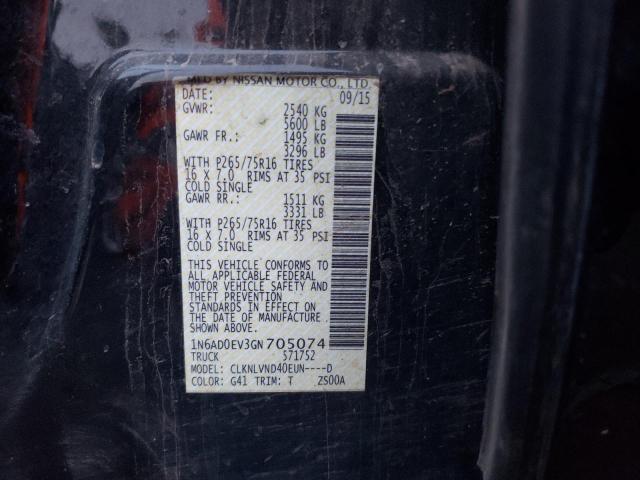 MFD BY NISSAN MOTOR CO., LTD.
DATE: 09/15
GVWR: 2540 KG
5600 LB
GAWR FR.: 1495 KG
3296 LB
WITH P265/75R16 TIRES
16 X 7.0 RIMS AT 35 PSI
COLD SINGLE
GAWR RR.: 1511 KG
3331 LB
WITH P265/75R16 TIRES
16 X 7.0 RIMS AT 35 PSI
COLD SINGLE
THIS VEHICLE CONFORMS TO
ALL APPLICABLE FEDERAL
MOTOR VEHICLE SAFETY AND
THEFT PREVENTION
STANDARDS IN EFFECT ON
THE DATE OF MANUFACTURE
SHOWN ABOVE.
1N6AD0EV3GN705074
TRUCK 571752
MODEL: CLKNLVND40EUN----D
COLOR: G41 TRIM: T ZS00A